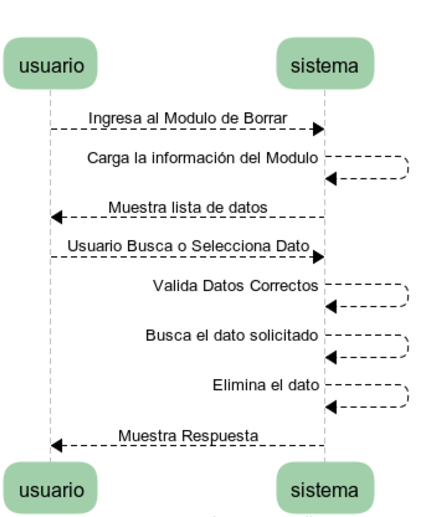 usuario
sistema
Ingresa al Modulo de Borrar
Carga la información del Modulo
Muestra lista de datos
Usuario Busca o Selecciona Dato
Valida Datos Correctos
Busca el dato solicitado
Elimina el dato
Muestra Respuesta
usuario
sistema